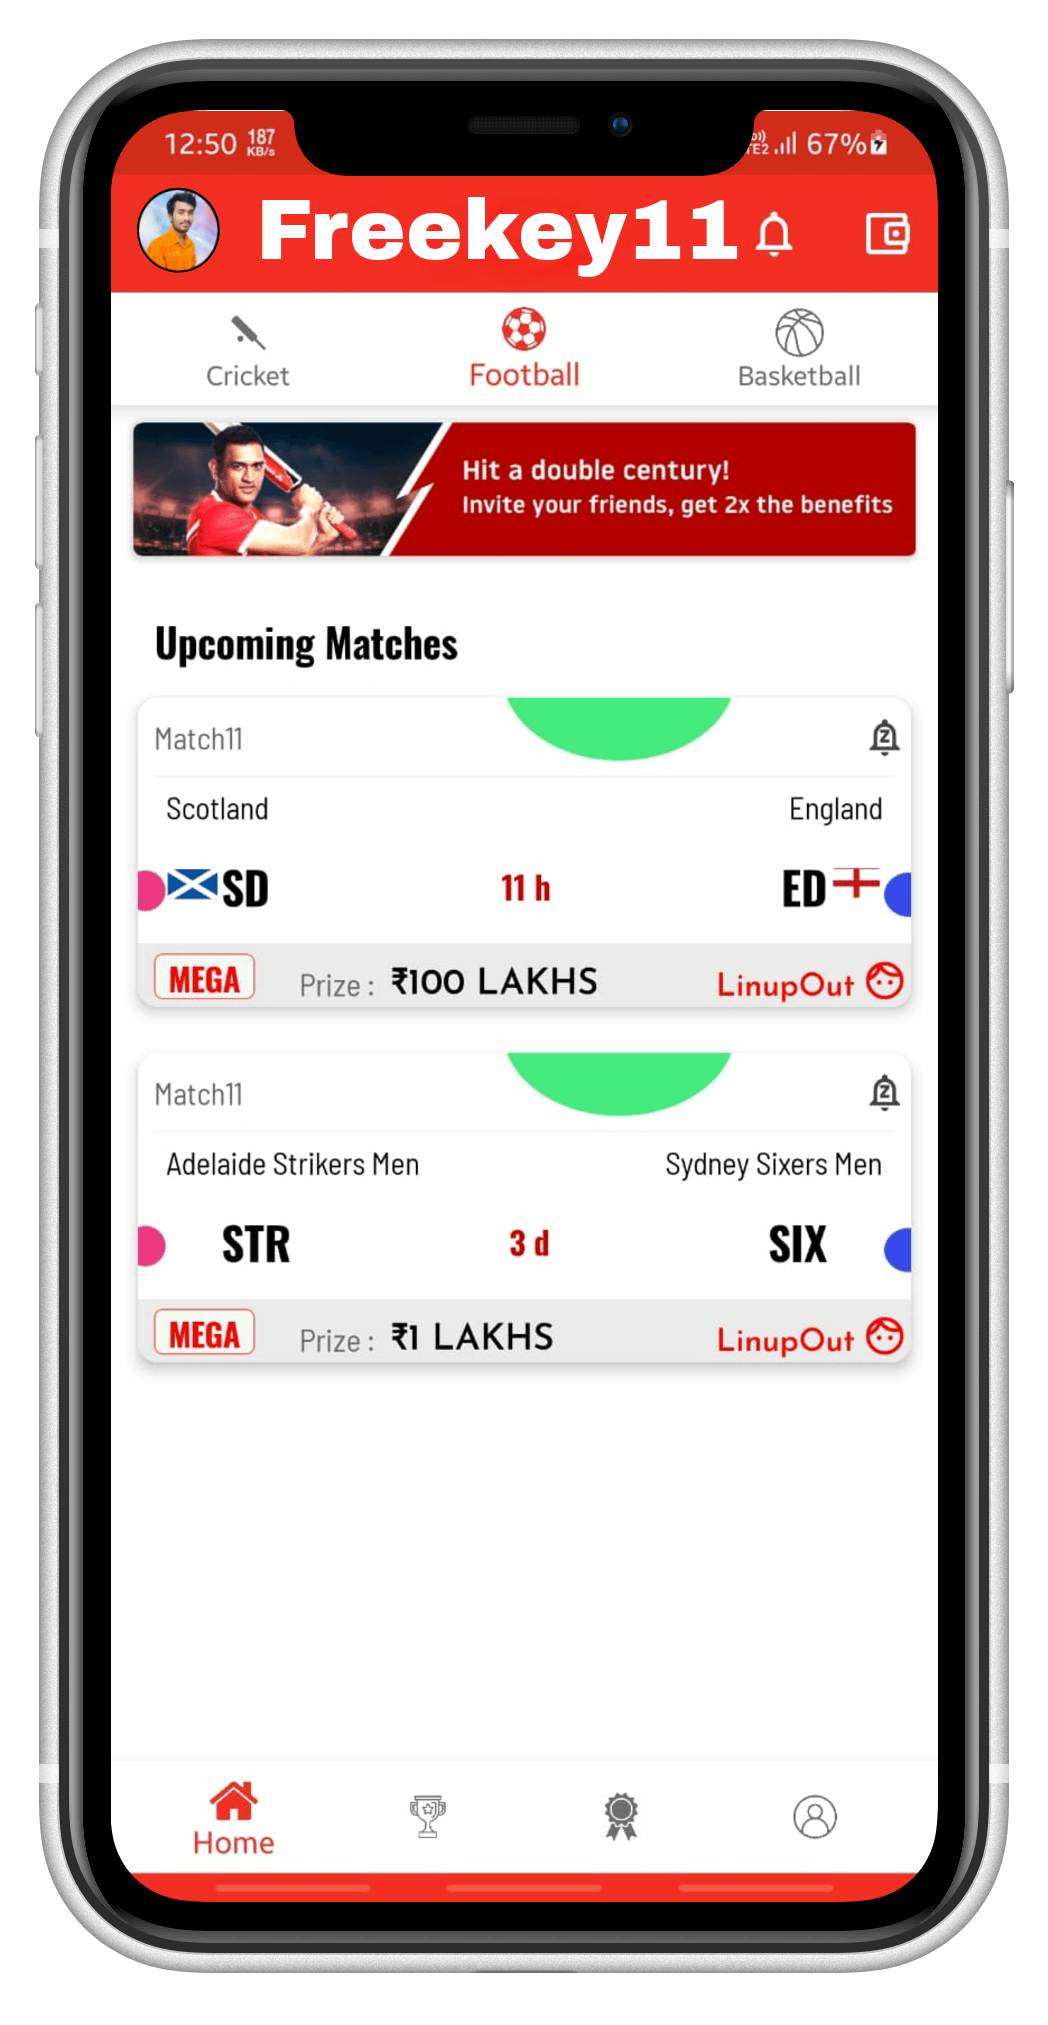 12:50 187 KB/s 67%
Freekey11
Cricket Football Basketball
Hit a double century!
Invite your friends, get 2x the benefits
Upcoming Matches
Match11
Scotland England
SD 11 h ED
MEGA Prize : ₹100 LAKHS LinupOut
Match11
Adelaide Strikers Men Sydney Sixers Men
STR 3 d SIX
MEGA Prize : ₹1 LAKHS LinupOut
Home